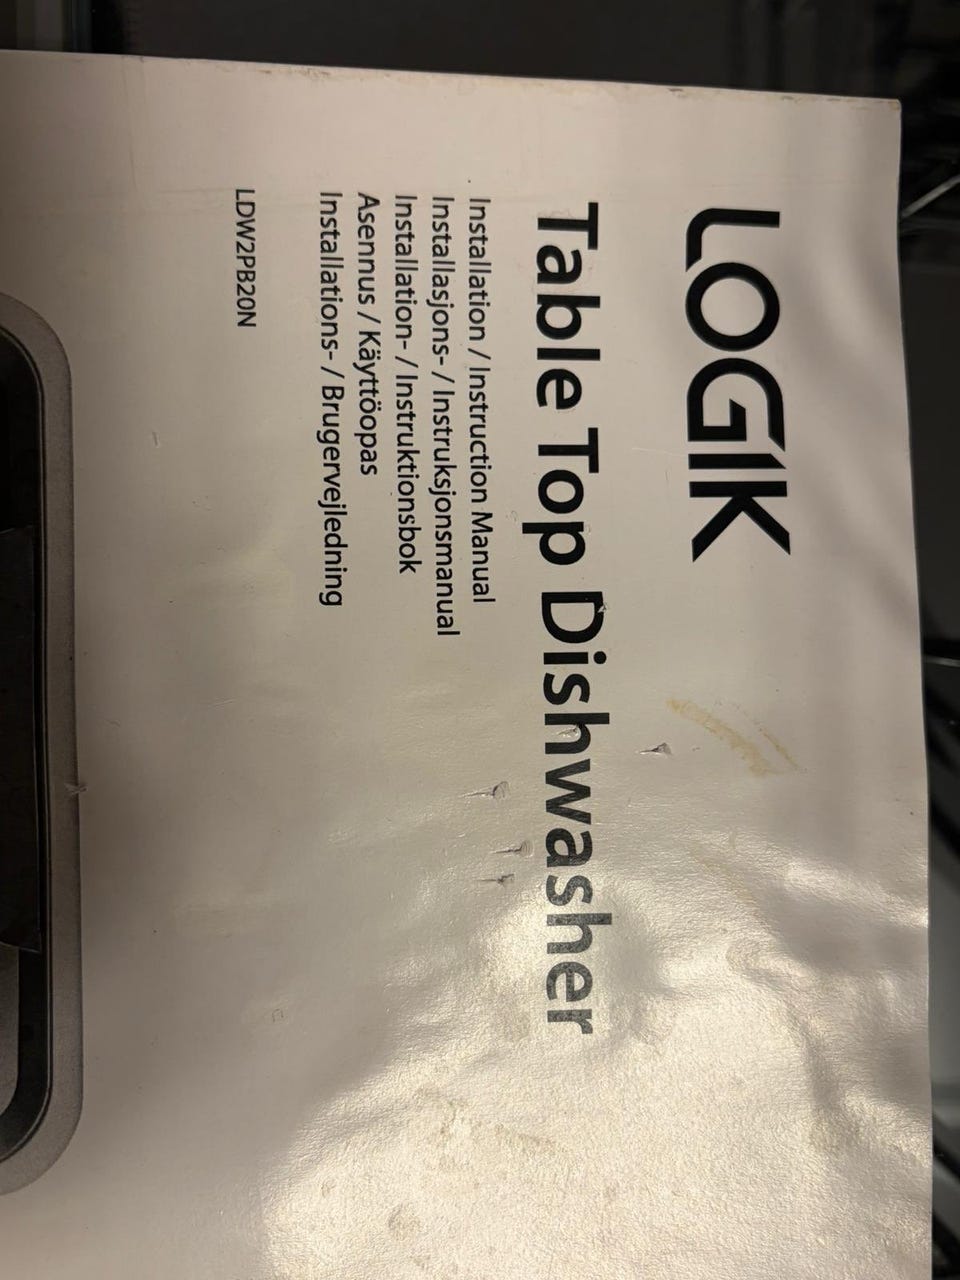 LOGIK
Table Top Dishwasher
Installation / Instruction Manual
Installasjons- / Instruksjonsmanual
Installation- / Instruktionsbok
Asennus / Käyttöopas
Installations- / Brugervejledning
LDW2PB20N